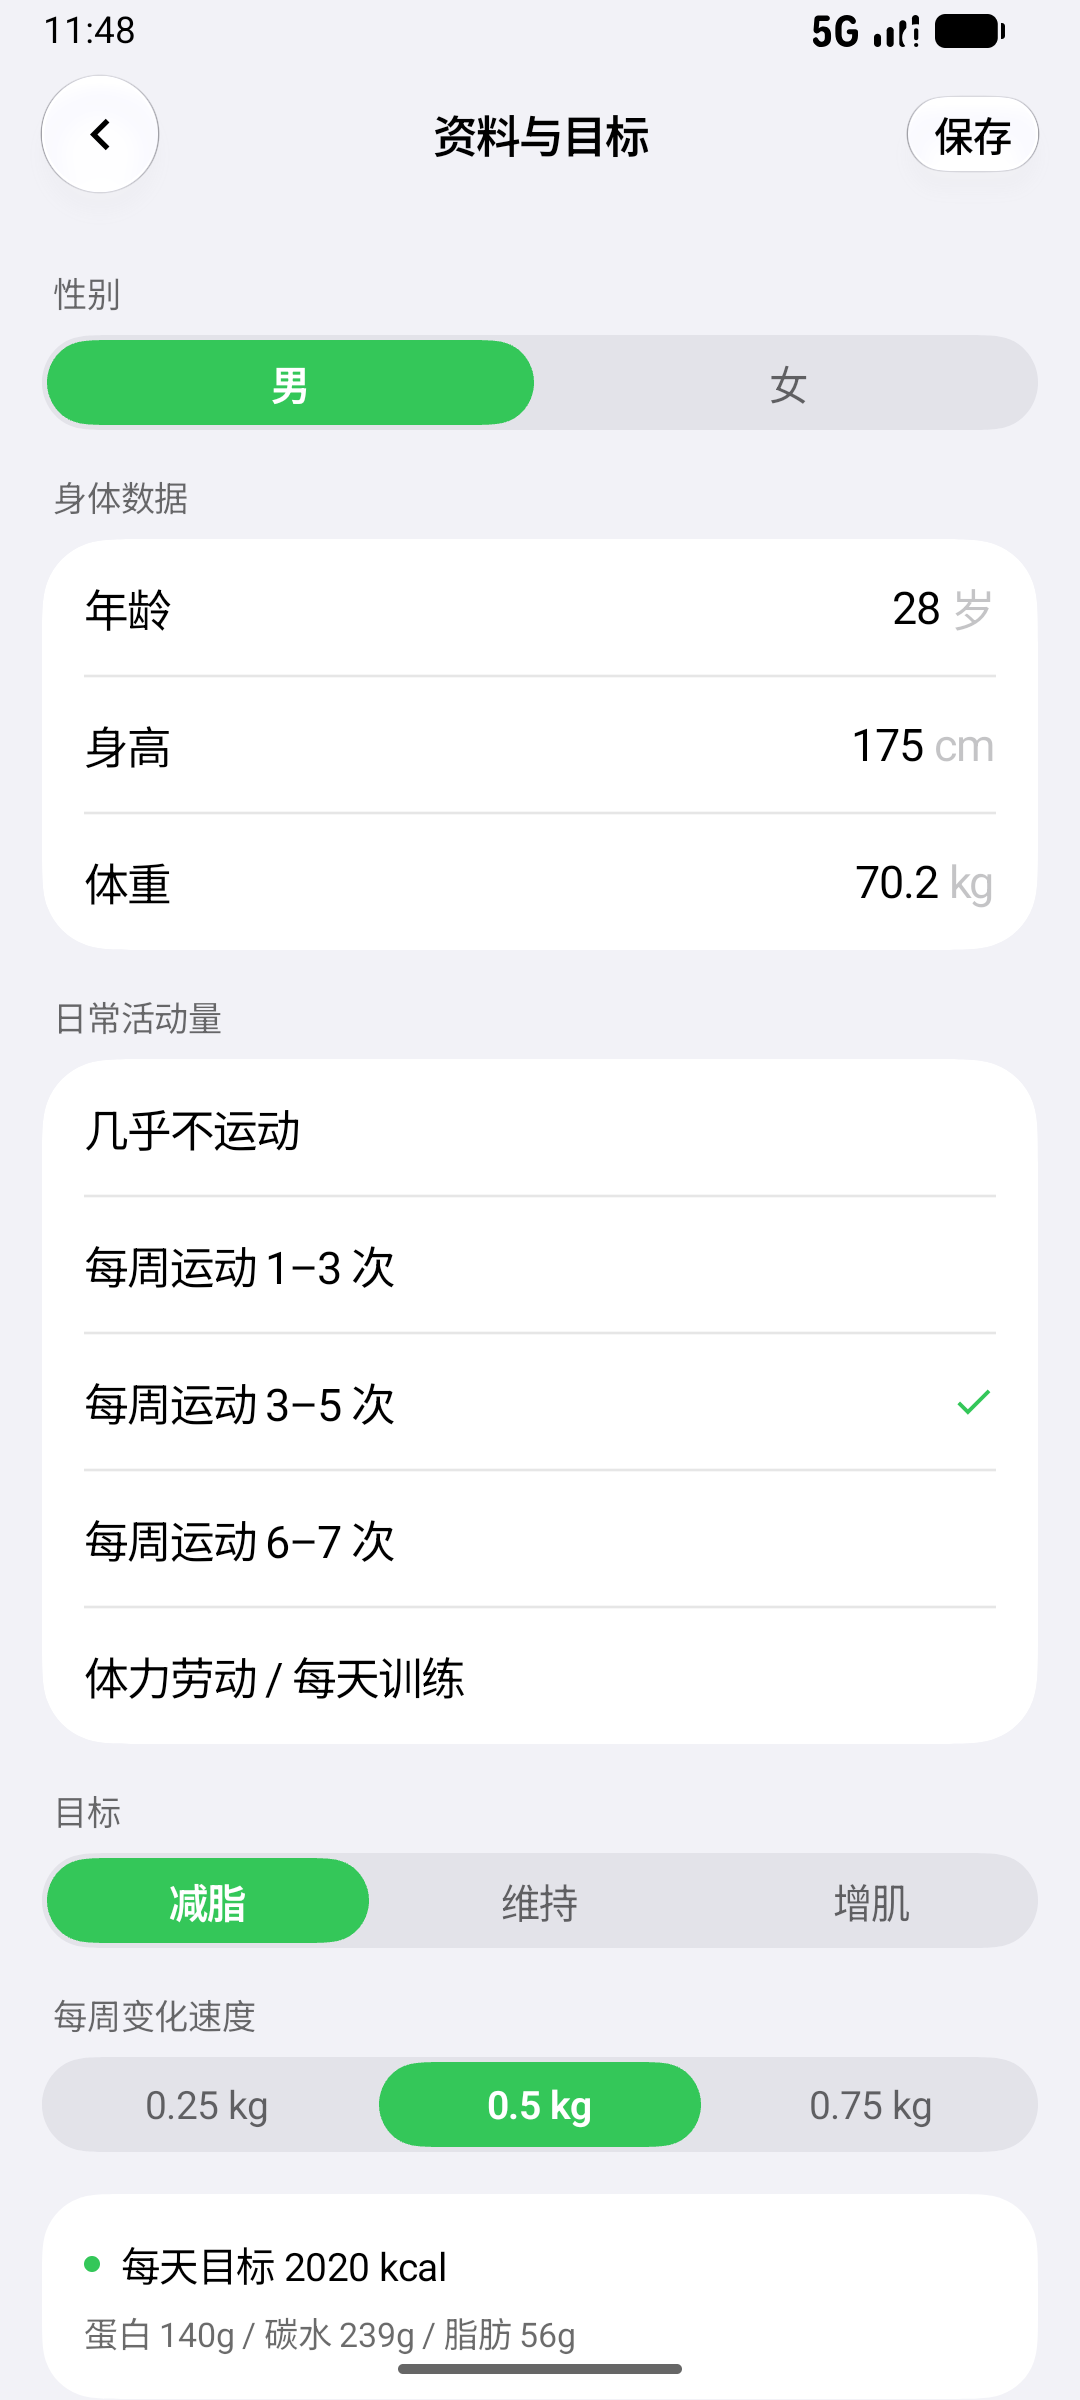 11:48
5G
资料与目标
保存
性别
男
女
身体数据
年龄
28 岁
身高
175 cm
体重
70.2 kg
日常活动量
几乎不运动
每周运动 1–3 次
每周运动 3–5 次
每周运动 6–7 次
体力劳动 / 每天训练
目标
减脂
维持
增肌
每周变化速度
0.25 kg
0.5 kg
0.75 kg
每天目标 2020 kcal
蛋白 140g / 碳水 239g / 脂肪 56g